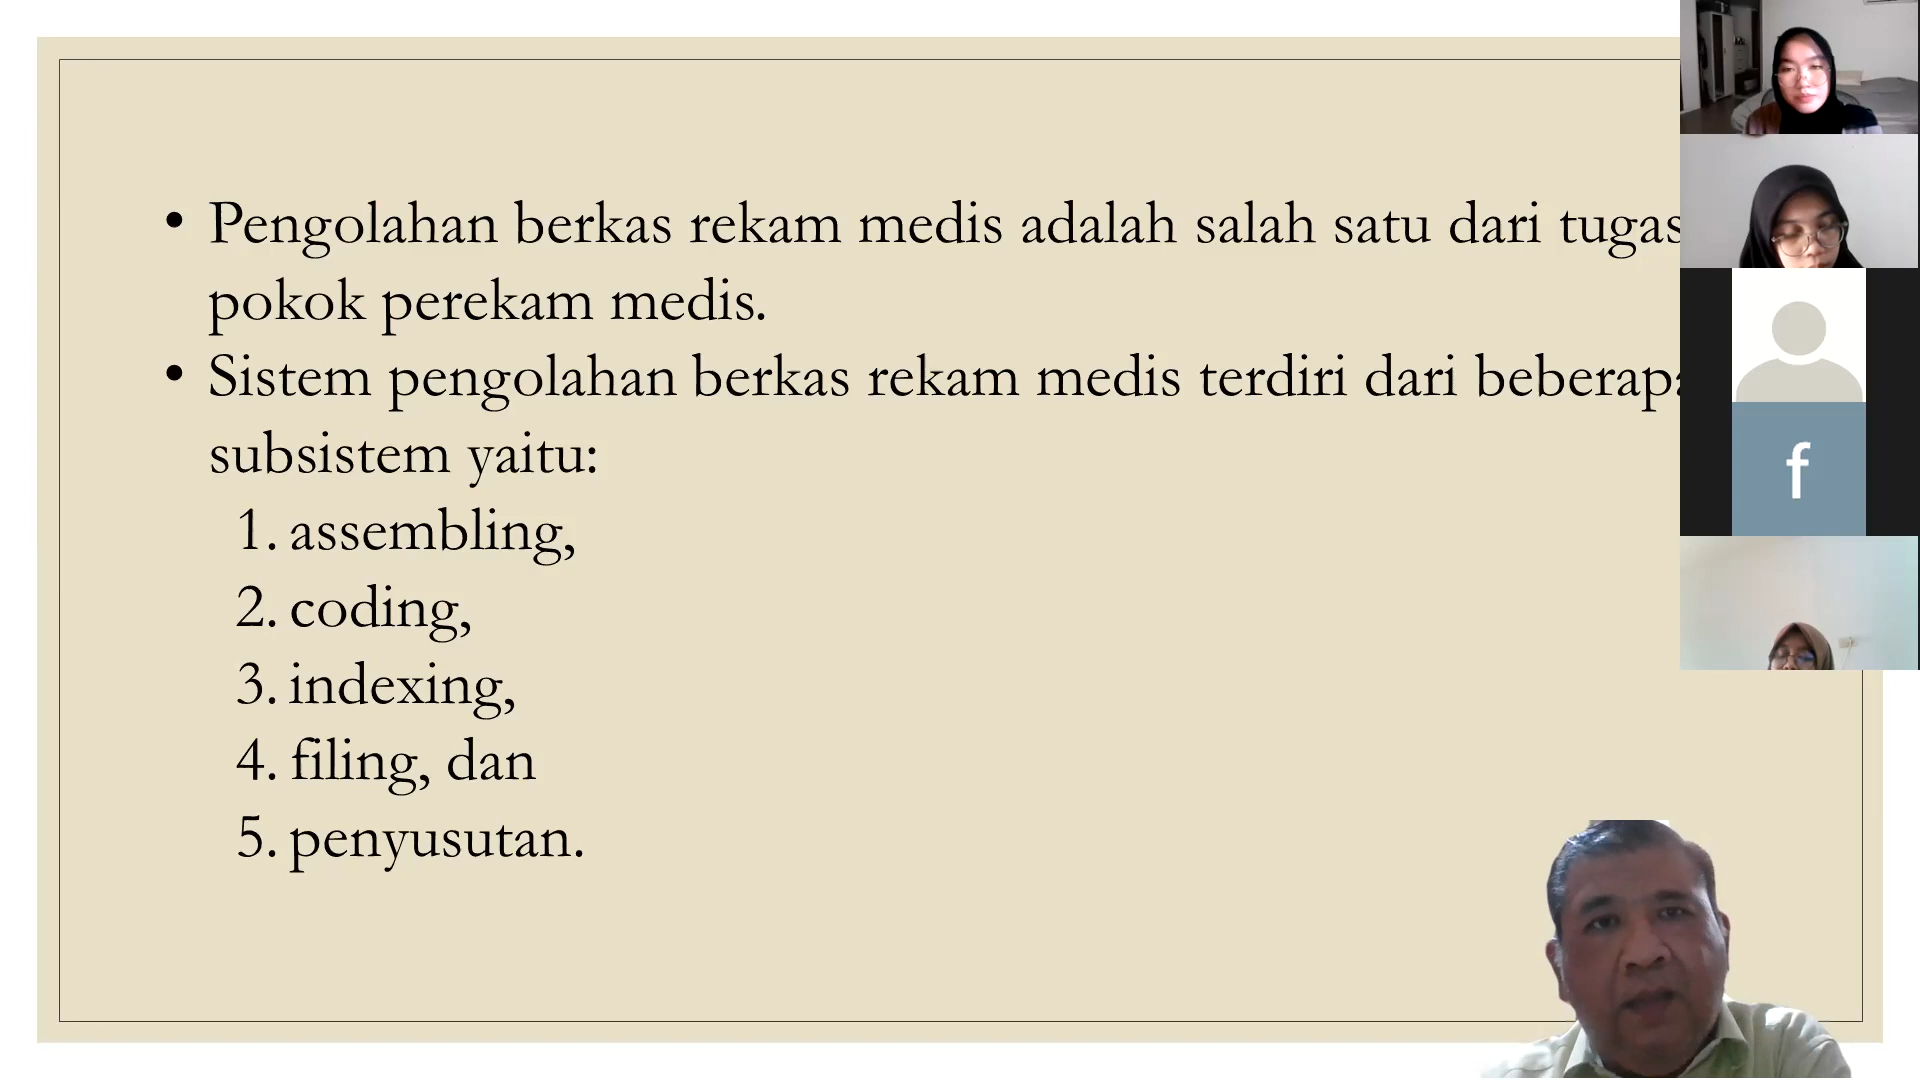 • Pengolahan berkas rekam medis adalah salah satu dari tugas
pokok perekam medis.
• Sistem pengolahan berkas rekam medis terdiri dari beberapa
subsistem yaitu:
1. assembling,
2. coding,
3. indexing,
4. filing, dan
5. penyusutan.
f